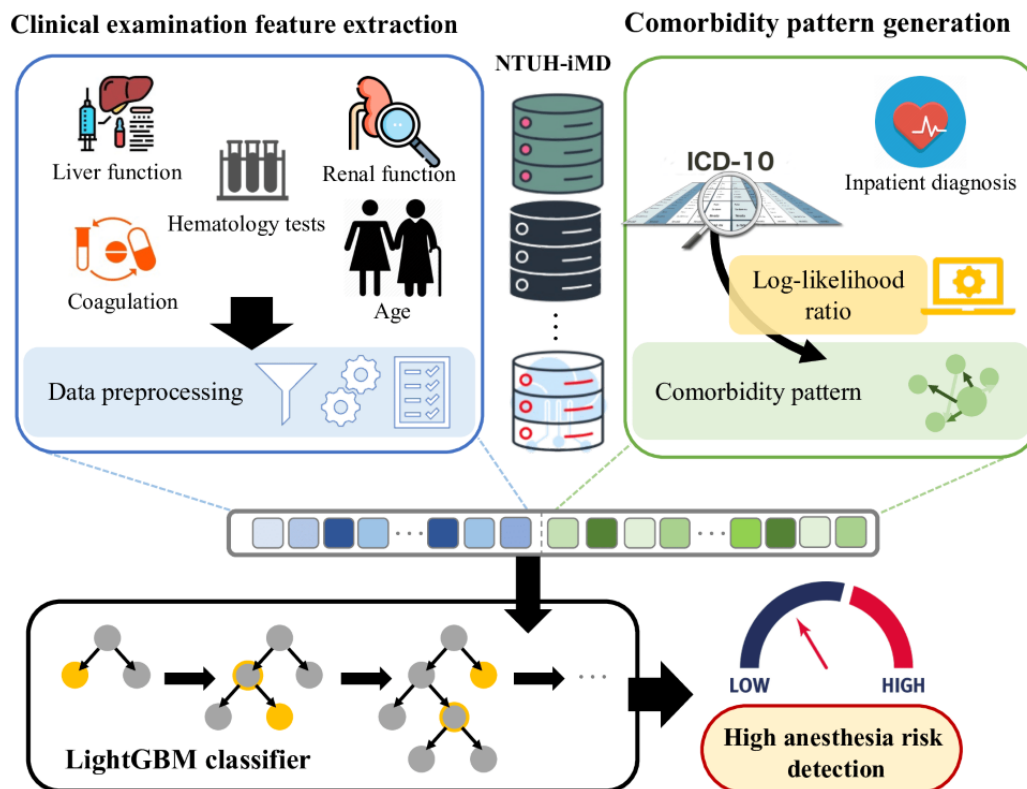 Clinical examination feature extraction
Comorbidity pattern generation
NTUH-iMD
Liver function
Renal function
Hematology tests
Coagulation
Age
Data preprocessing
ICD-10
Inpatient diagnosis
Log-likelihood
ratio
Comorbidity pattern
LightGBM classifier
LOW
HIGH
High anesthesia risk
detection